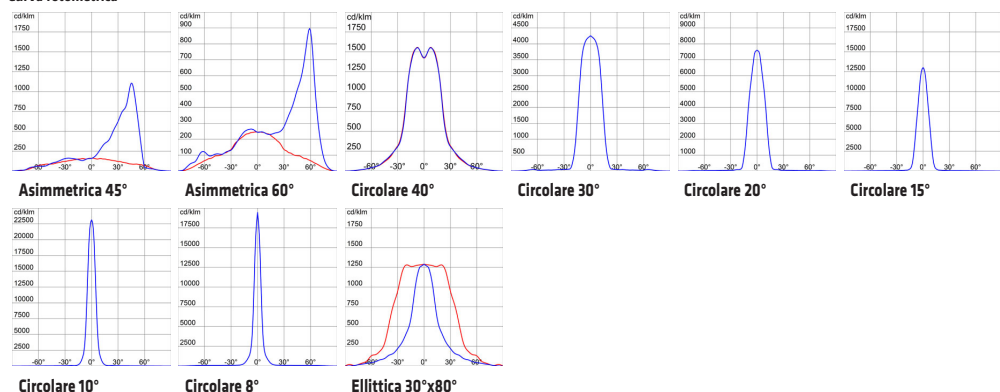 Curva fotometrica
cd/klm
1750
1500
1250
1000
750
500
250
-60° -30° 0° 30° 60°
Asimmetrica 45°
cd/klm
900
800
700
600
500
400
300
200
100
-60° -30° 0° 30° 60°
Asimmetrica 60°
cd/klm
1750
1500
1250
1000
750
500
250
-60° -30° 0° 30° 60°
Circolare 40°
cd/klm
4500
4000
3500
3000
2500
2000
1500
1000
500
-60° -30° 0° 30° 60°
Circolare 30°
cd/klm
9000
8000
7000
6000
5000
4000
3000
2000
1000
-60° -30° 0° 30° 60°
Circolare 20°
cd/klm
17500
15000
12500
10000
7500
5000
2500
-60° -30° 0° 30° 60°
Circolare 15°
cd/klm
22500
20000
17500
15000
12500
10000
7500
5000
2500
-60° -30° 0° 30° 60°
Circolare 10°
cd/klm
17500
15000
12500
10000
7500
5000
2500
-60° -30° 0° 30° 60°
Circolare 8°
cd/klm
1750
1500
1250
1000
750
500
250
-60° -30° 0° 30° 60°
Ellittica 30°x80°